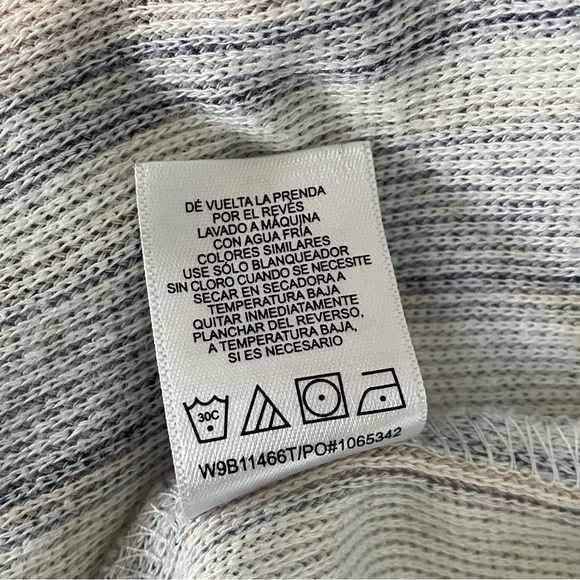 DÉ VUELTA LA PRENDA
POR EL REVÉS
LAVADO A MÁQUINA
CON AGUA FRÍA
COLORES SIMILARES
USE SÓLO BLANQUEADOR
SIN CLORO CUANDO SE NECESITE
SECAR EN SECADORA A
TEMPERATURA BAJA
QUITAR INMEDIATAMENTE
PLANCHAR DEL REVERSO,
A TEMPERATURA BAJA,
SI ES NECESARIO
30C
W9B11466T/PO#1065342